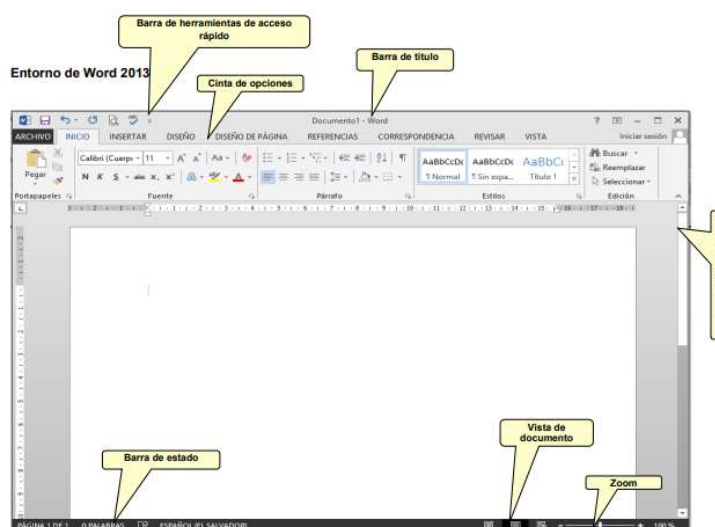 Barra de herramientas de acceso
rápido
Barra de titulo
Entorno de Word 2013
Cinta de opciones
Documento1 - Word
ARCHIVO INICIO INSERTAR DISEÑO DISEÑO DE PÁGINA REFERENCIAS CORRESPONDENCIA REVISAR VISTA Iniciar sesión
Calibri (Cuerpo 11 Aa
AaBbCcDc AaBbCcDc AaBbCc
Buscar
Reemplazar
Seleccionar
Pegar
N K S abc
¶ Normal ¶ Sin espa... Título 1
Portapapeles Fuente Párrafo Estilos Edición
Vista de
documento
Barra de estado
Zoom
PÁGINA 1 DE 1 0 PALABRAS ESPAÑOL (EL SALVADOR) 100 %